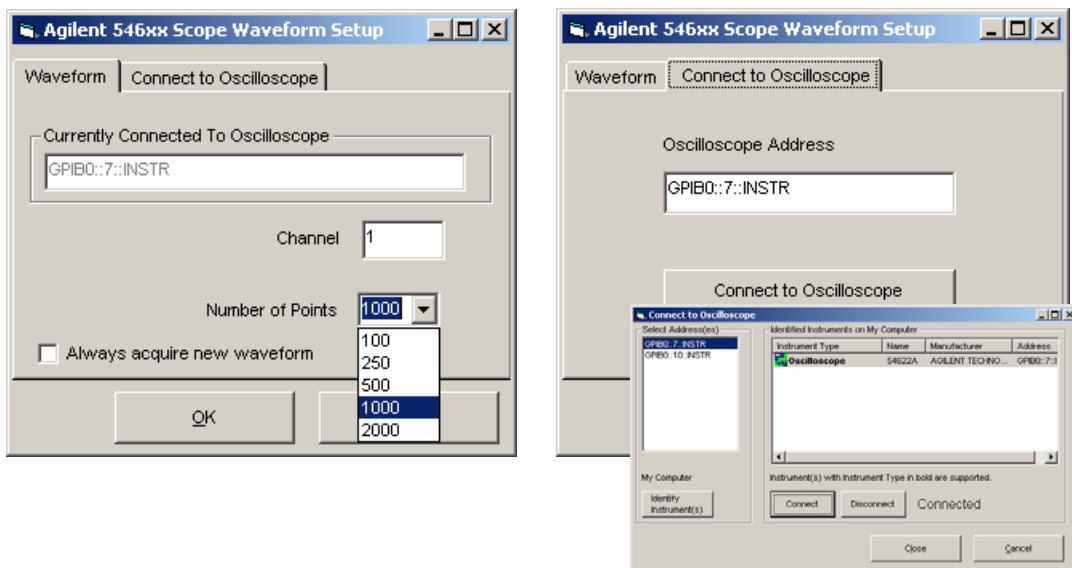 Agilent 546xx Scope Waveform Setup
Waveform
Connect to Oscilloscope
Currently Connected To Oscilloscope
GPIB0::7::INSTR
Channel
1
Number of Points
1000
100
250
500
1000
2000
Always acquire new waveform
OK
Agilent 546xx Scope Waveform Setup
Waveform
Connect to Oscilloscope
Oscilloscope Address
GPIB0::7::INSTR
Connect to Oscilloscope
Connect to Oscilloscope
Select Address(es)
GPIB0::7::INSTR
GPIB0::10::INSTR
My Computer
Identify
Instrument(s)
Identified Instruments on My Computer
Instrument Type Name Manufacturer Address
Oscilloscope 54622A AGILENT TECHNO... GPIB0::7::I
Instrument(s) with Instrument Type in bold are supported.
Connect
Disconnect
Connected
Close
Cancel